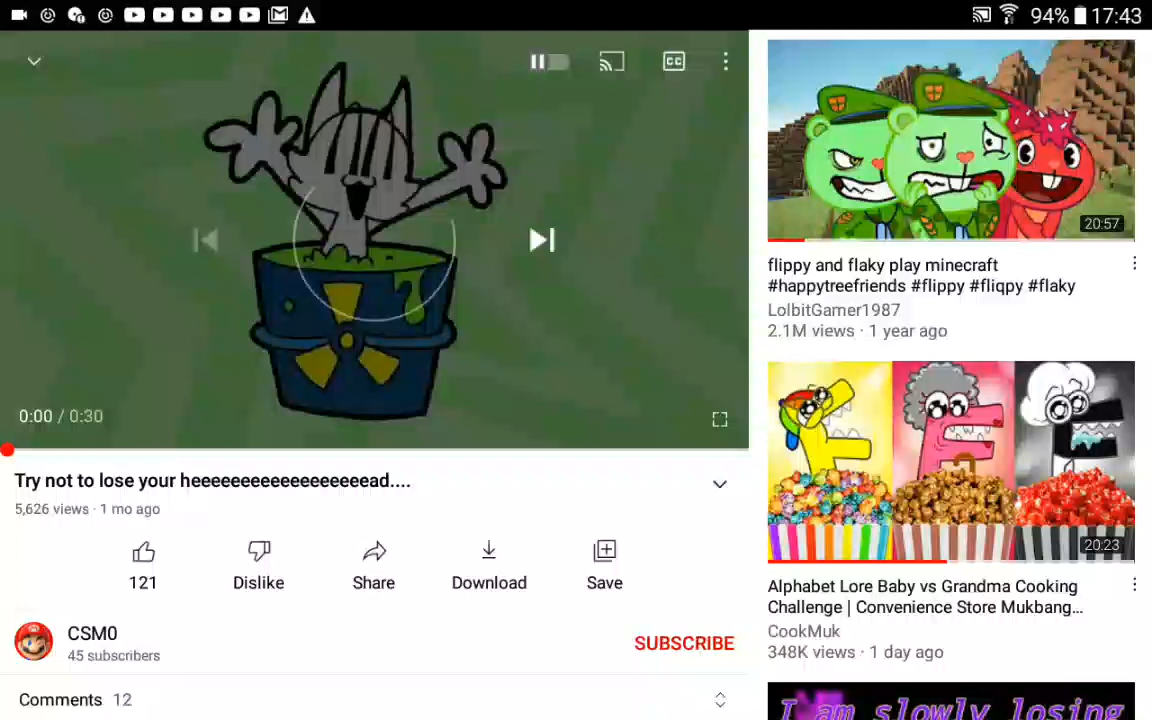 94% 17:43
CC
0:00 / 0:30
Try not to lose your heeeeeeeeeeeeeeeeeead....
5,626 views · 1 mo ago
121
Dislike
Share
Download
Save
CSM0
45 subscribers
SUBSCRIBE
Comments 12
20:57
flippy and flaky play minecraft
#happytreefriends #flippy #fliqpy #flaky
LolbitGamer1987
2.1M views · 1 year ago
20:23
Alphabet Lore Baby vs Grandma Cooking
Challenge | Convenience Store Mukbang...
CookMuk
348K views · 1 day ago
I am slowly losing